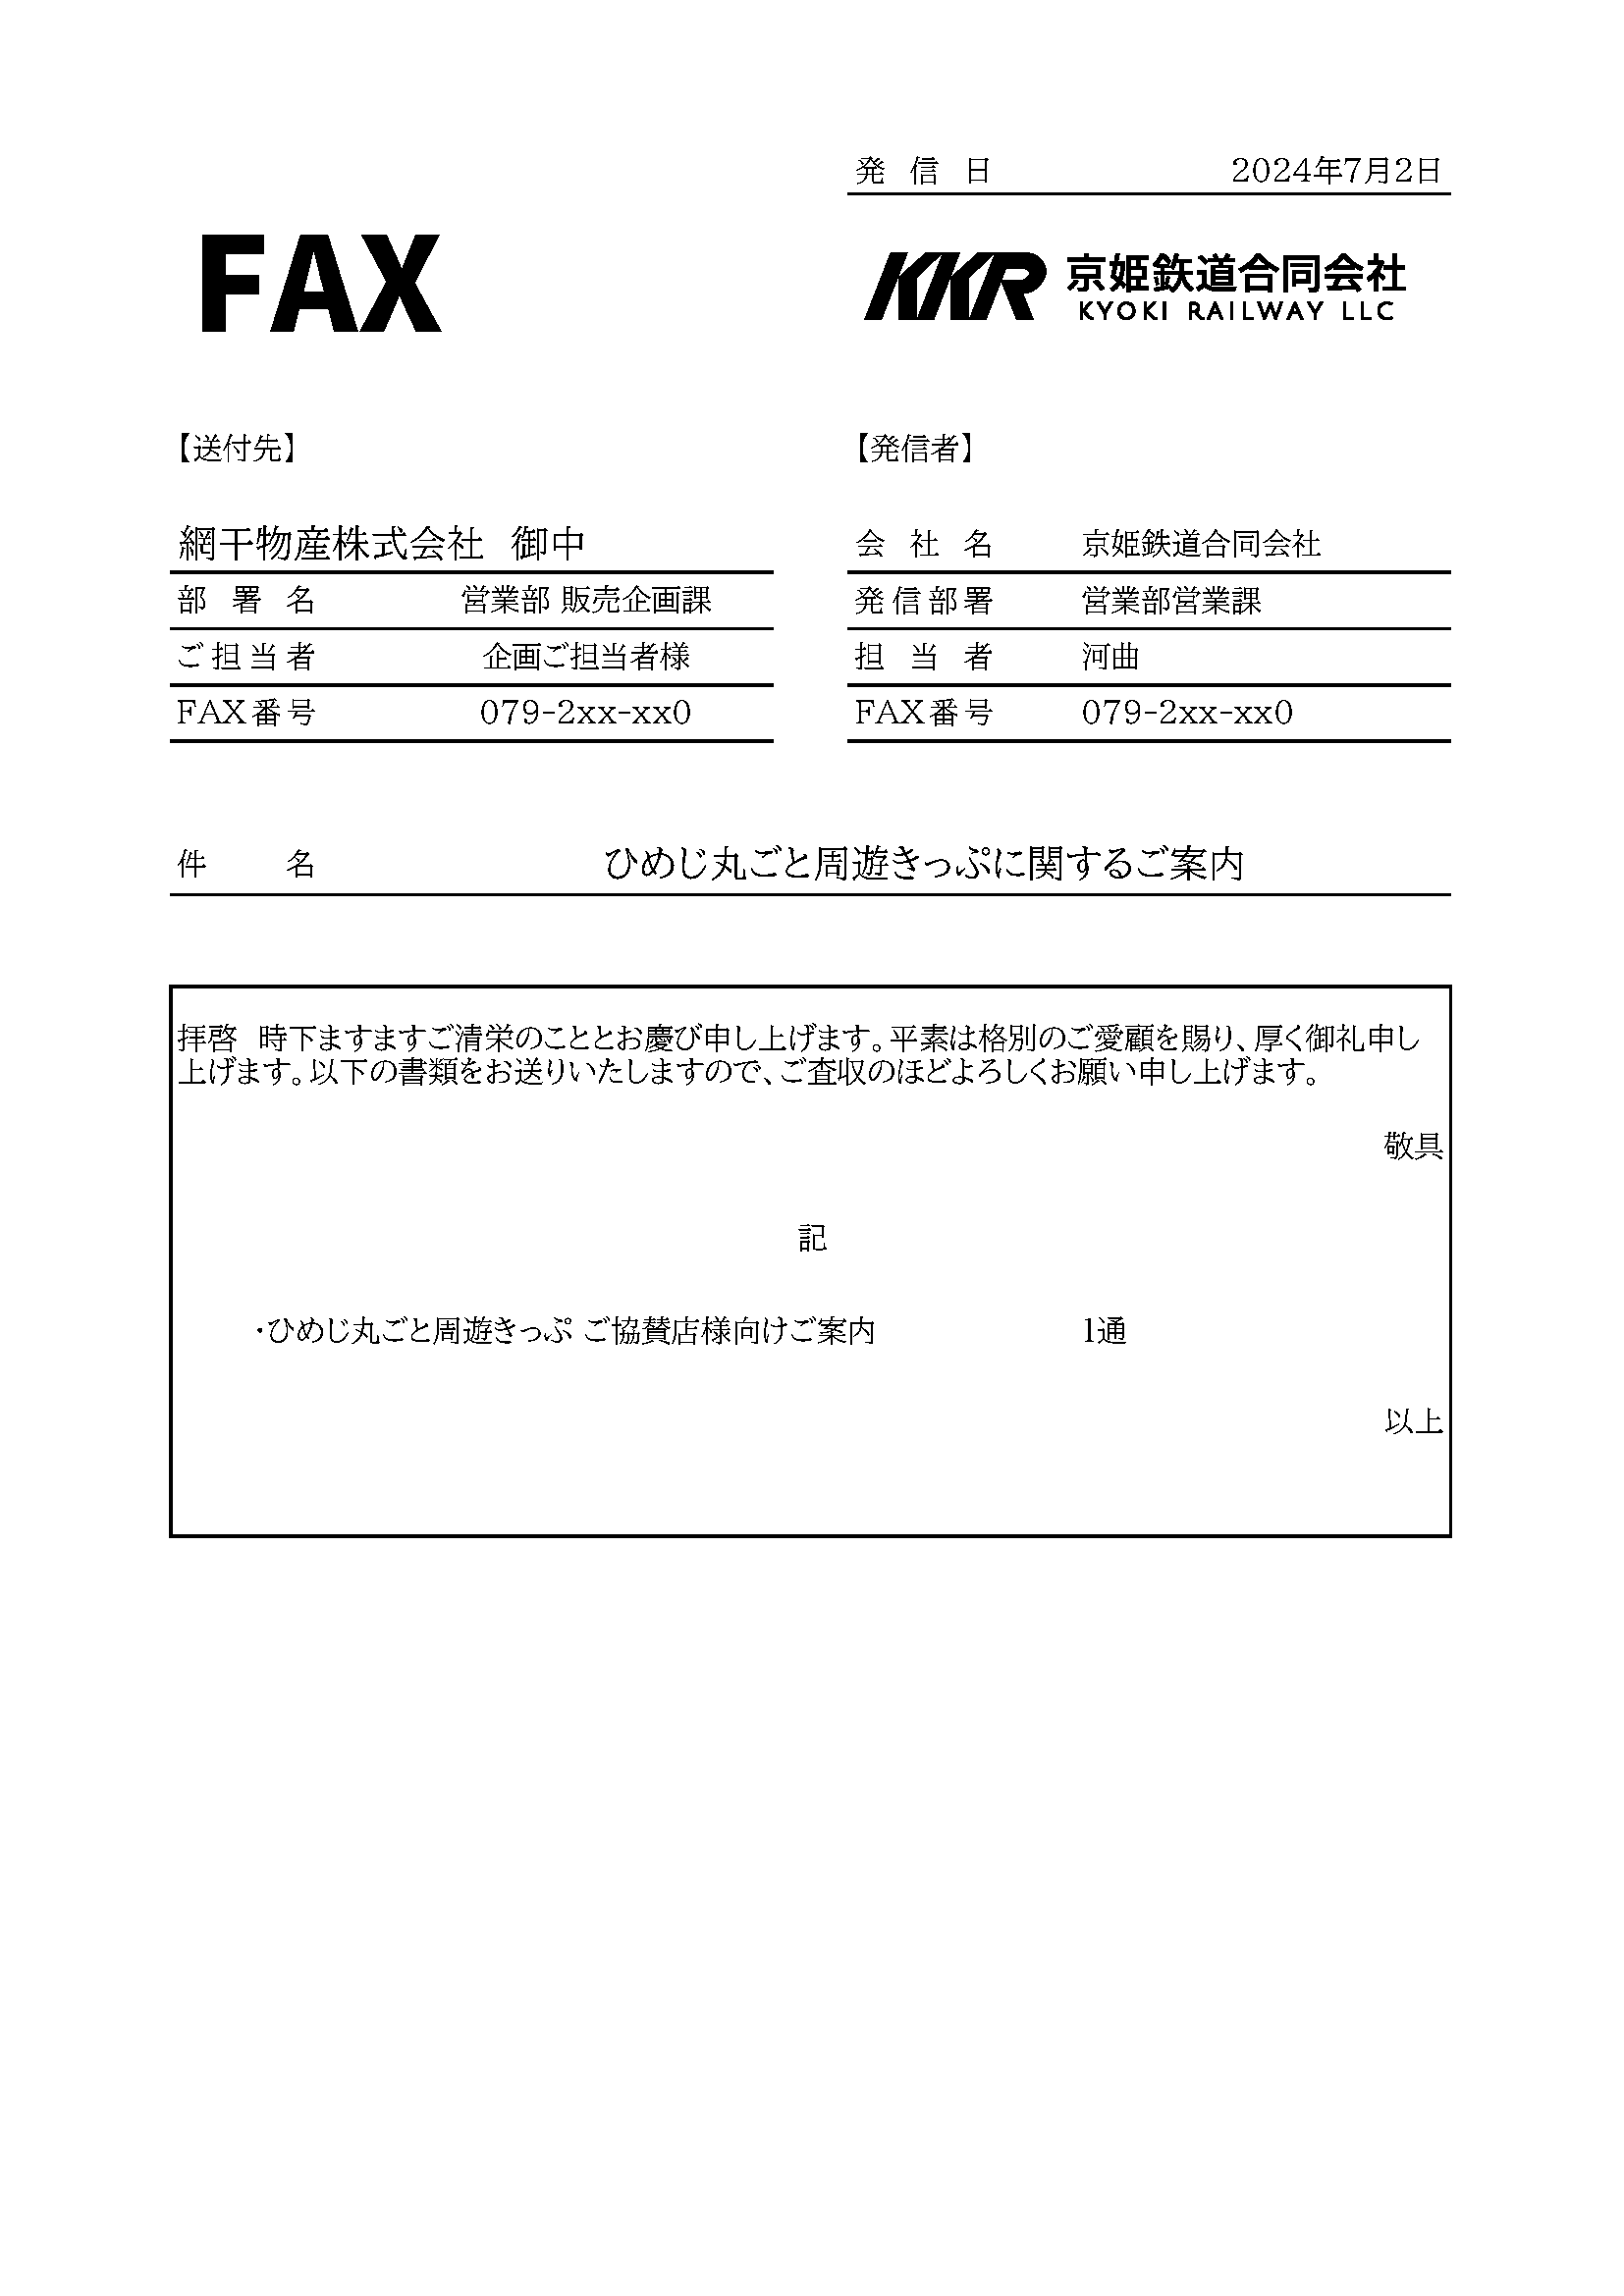 発信日 2024年7月2日
FAX
KKR 京姫鉄道合同会社
KYOKI RAILWAY LLC
【送付先】
網干物産株式会社 御中
部署名 営業部 販売企画課
ご担当者 企画ご担当者様
FAX番号 079-2xx-xx0
【発信者】
会社名 京姫鉄道合同会社
発信部署 営業部営業課
担当者 河曲
FAX番号 079-2xx-xx0
件名 ひめじ丸ごと周遊きっぷに関するご案内
拝啓 時下ますますご清栄のこととお慶び申し上げます。平素は格別のご愛顧を賜り、厚く御礼申し
上げます。以下の書類をお送りいたしますので、ご査収のほどよろしくお願い申し上げます。
敬具
記
・ひめじ丸ごと周遊きっぷ ご協賛店様向けご案内 1通
以上